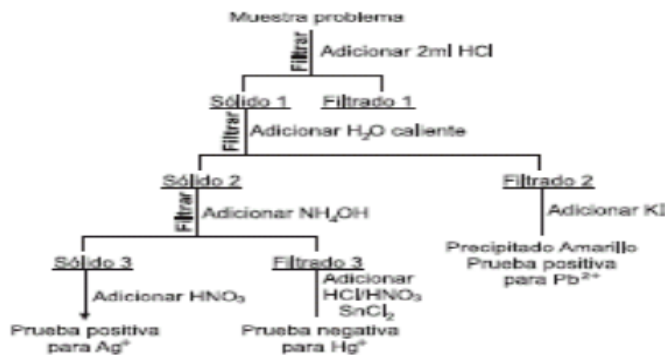 Muestra problema
Filtrar
Adicionar 2ml HCl
Sólido 1
Filtrado 1
Filtrar
Adicionar H₂O caliente
Sólido 2
Filtrado 2
Filtrar
Adicionar NH₄OH
Adicionar KI
Sólido 3
Filtrado 3
Precipitado Amarillo
Prueba positiva
para Pb²⁺
Adicionar HNO₃
Adicionar
HCl/HNO₃
SnCl₂
Prueba positiva
para Ag⁺
Prueba negativa
para Hg⁺